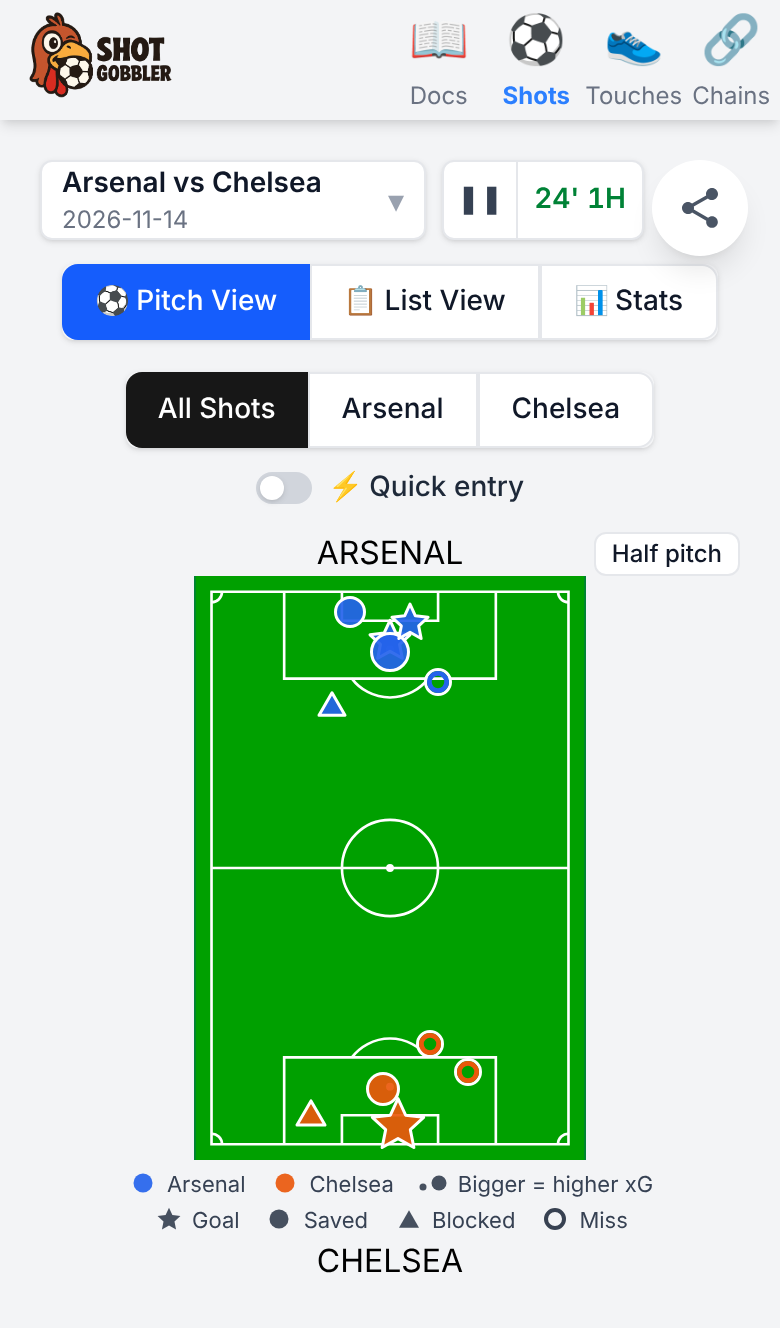 SHOT
GOBBLER
Docs
Shots
Touches
Chains
Arsenal vs Chelsea
2026-11-14
24' 1H
Pitch View
List View
Stats
All Shots
Arsenal
Chelsea
Quick entry
ARSENAL
Half pitch
Arsenal
Chelsea
Bigger = higher xG
Goal
Saved
Blocked
Miss
CHELSEA